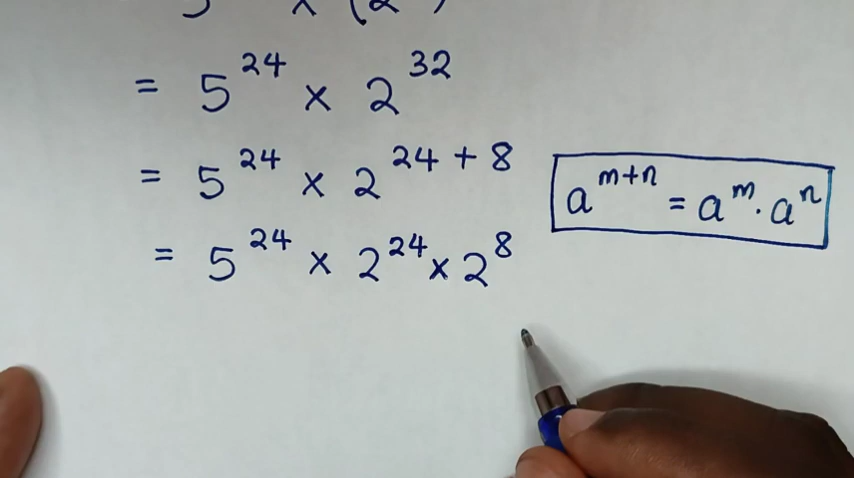 = 5^24 × 2^32
= 5^24 × 2^24 + 8
a^m+n = a^m · a^n
= 5^24 × 2^24 × 2^8